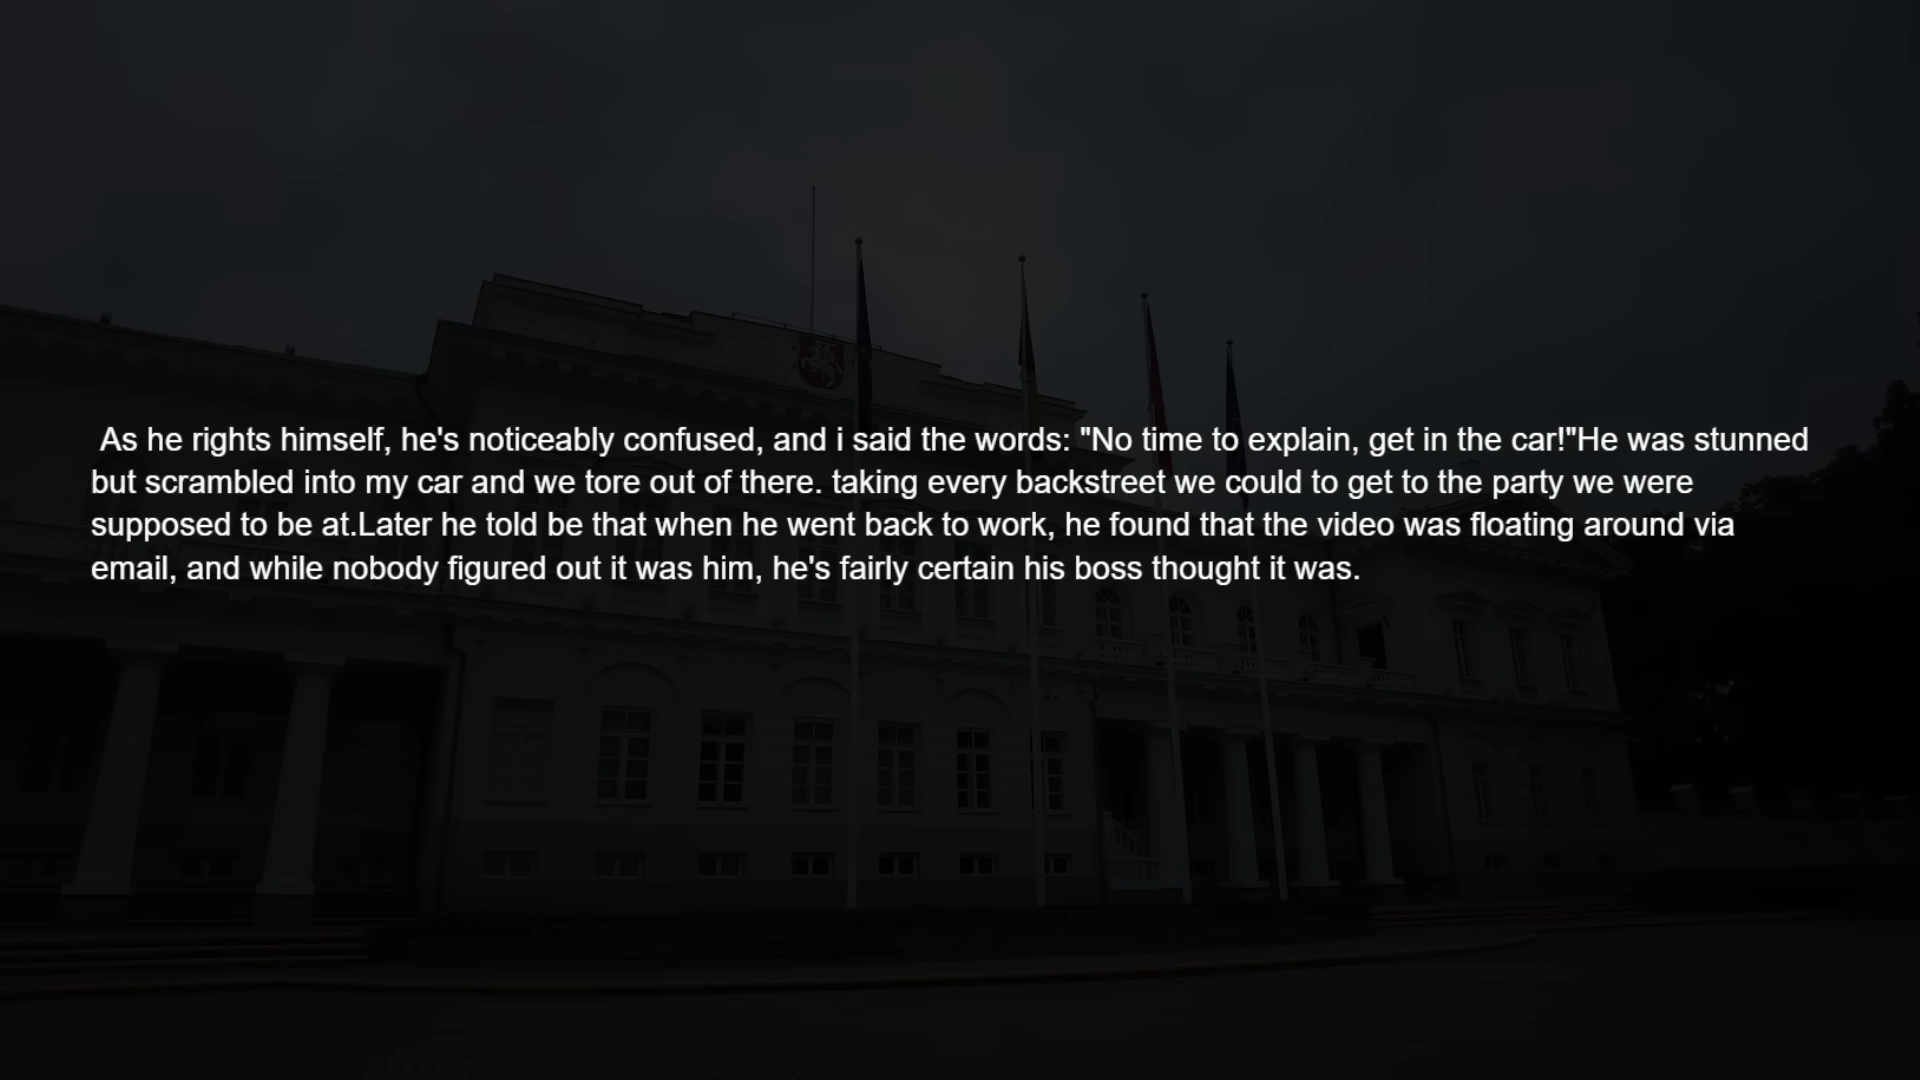 As he rights himself, he's noticeably confused, and i said the words: "No time to explain, get in the car!"He was stunned
but scrambled into my car and we tore out of there. taking every backstreet we could to get to the party we were
supposed to be at.Later he told be that when he went back to work, he found that the video was floating around via
email, and while nobody figured out it was him, he's fairly certain his boss thought it was.